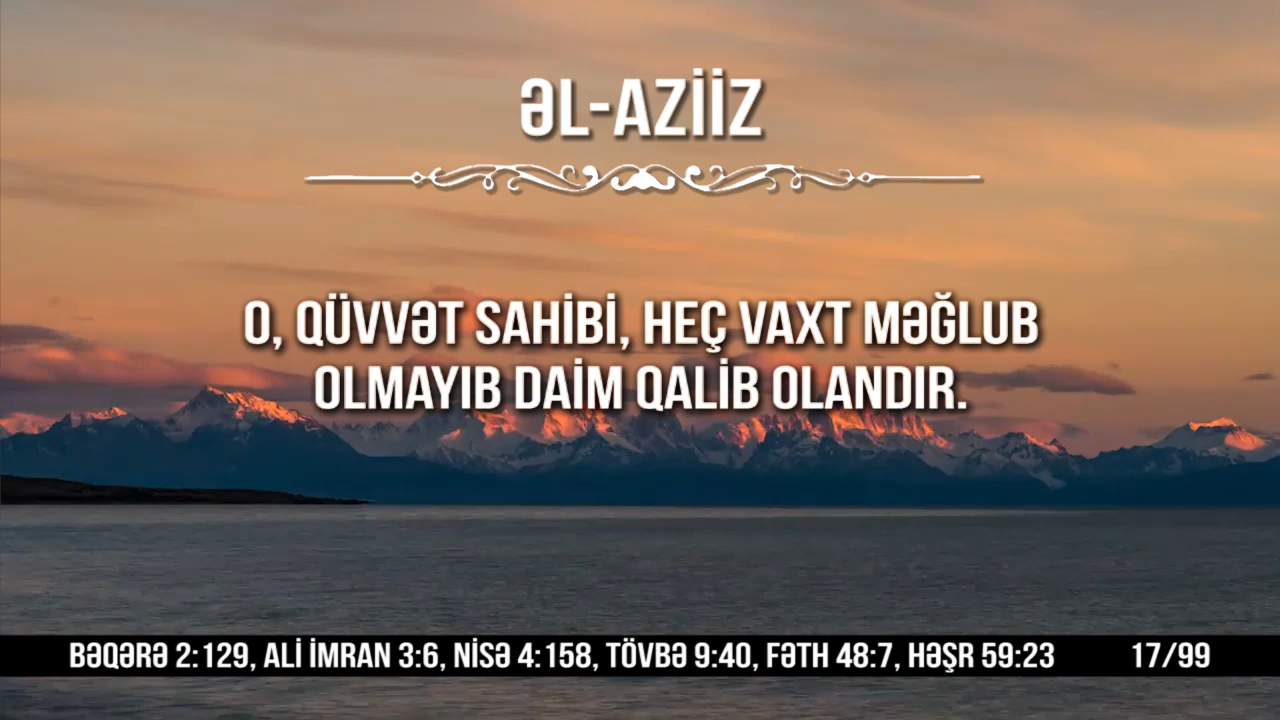 ƏL-AZİİZ
O, QÜVVƏT SAHİBİ, HEÇ VAXT MƏĞLUB
OLMAYIB DAİM QALİB OLANDIR.
BƏQƏRƏ 2:129, ALİ İMRAN 3:6, NİSƏ 4:158, TÖVBƏ 9:40, FƏTH 48:7, HƏŞR 59:23 17/99